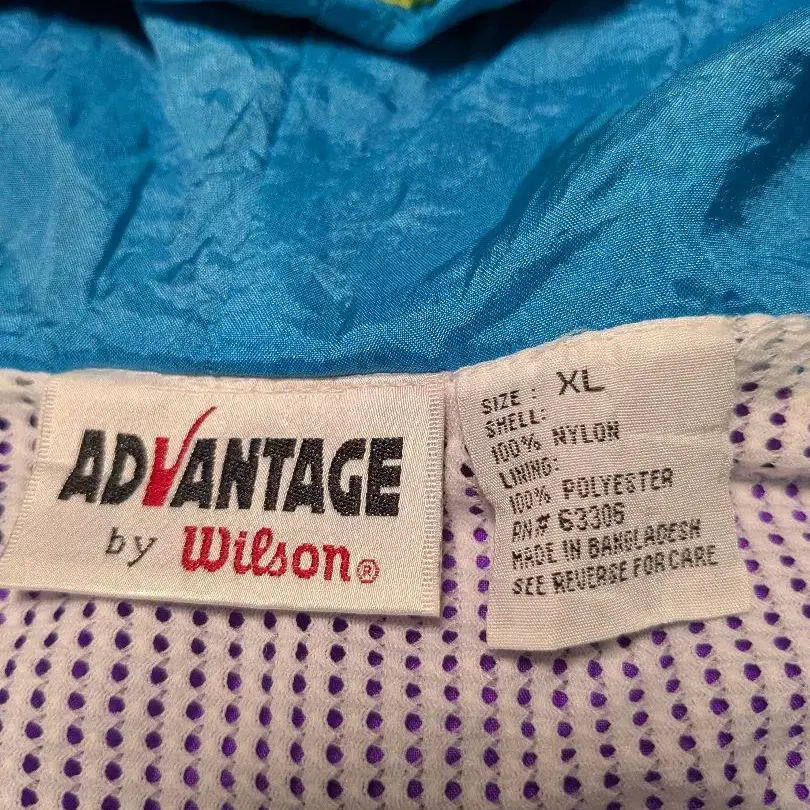 ADVANTAGE
by Wilson®
SIZE : XL
SHELL:
100% NYLON
LINING:
100% POLYESTER
RN# 63306
MADE IN BANGLADESH
SEE REVERSE FOR CARE